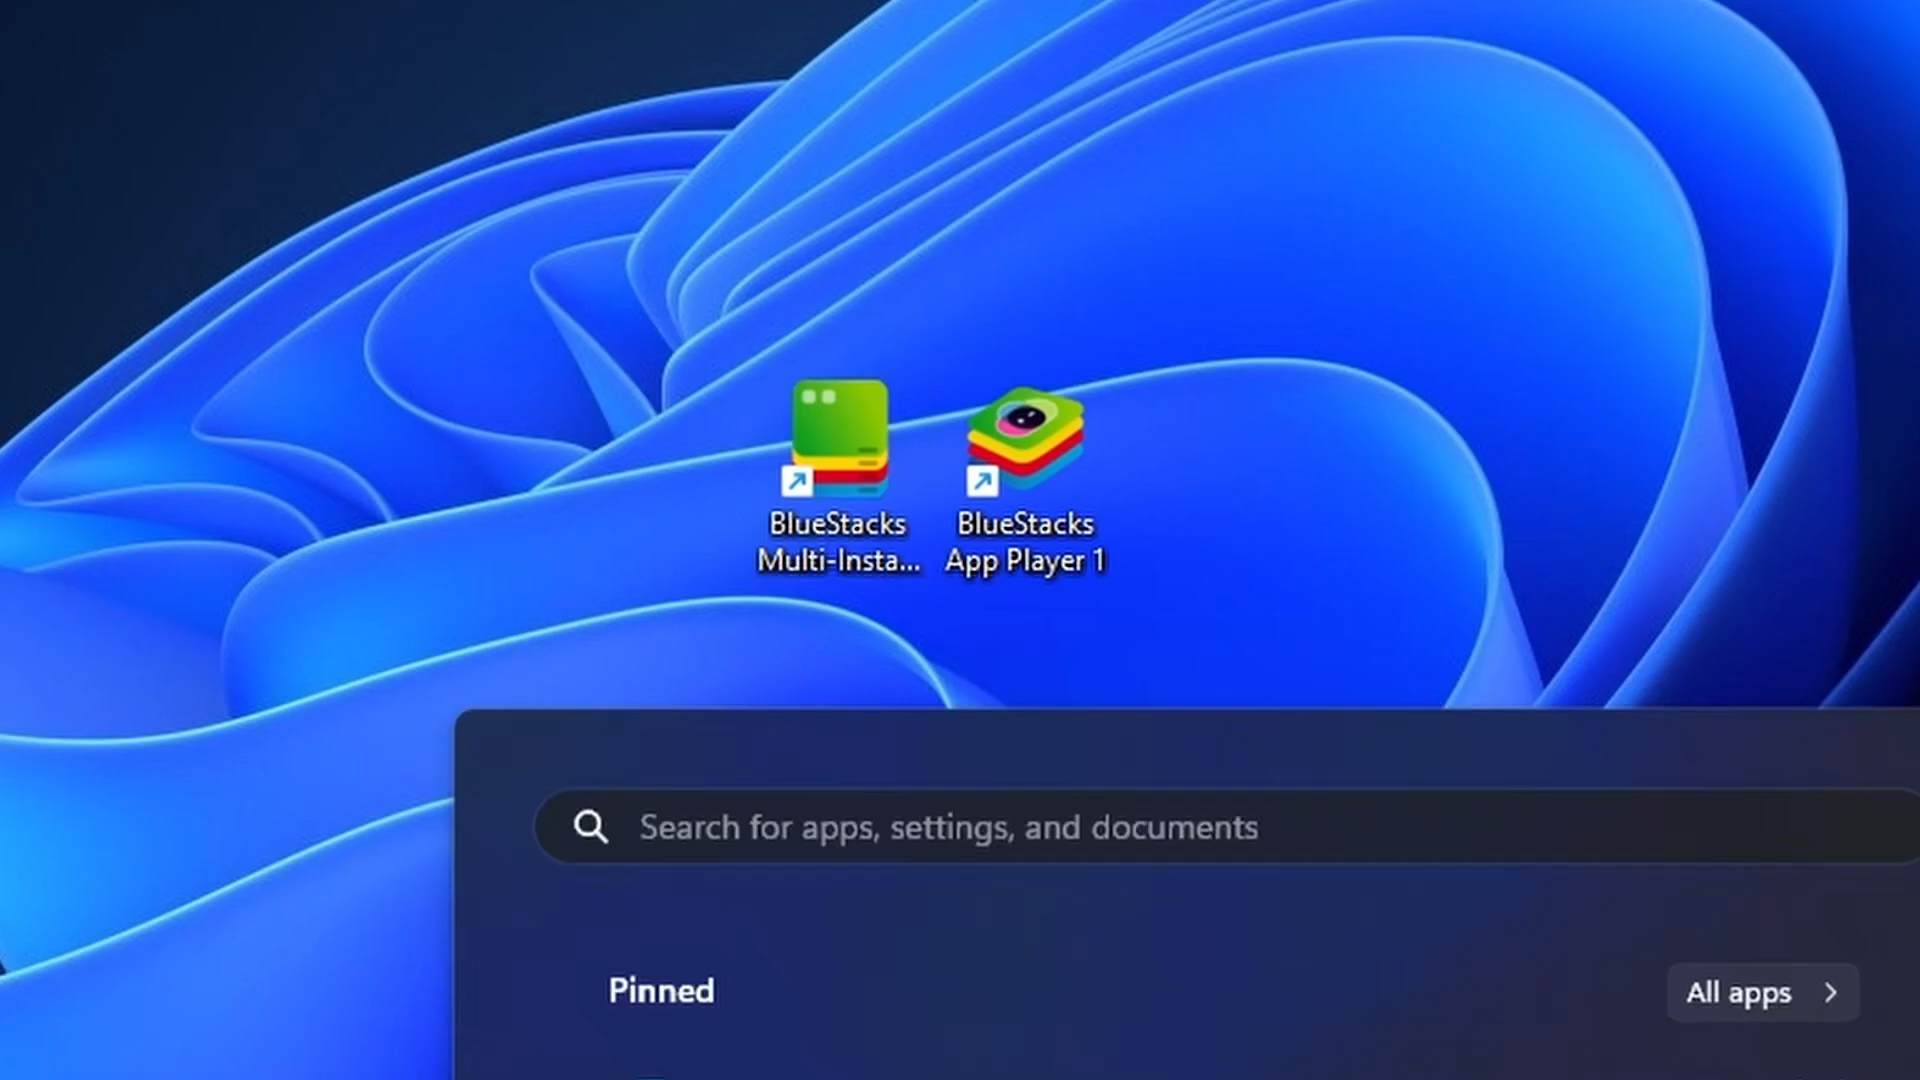 BlueStacks
Multi-Insta...
BlueStacks
App Player 1
Search for apps, settings, and documents
Pinned
All apps